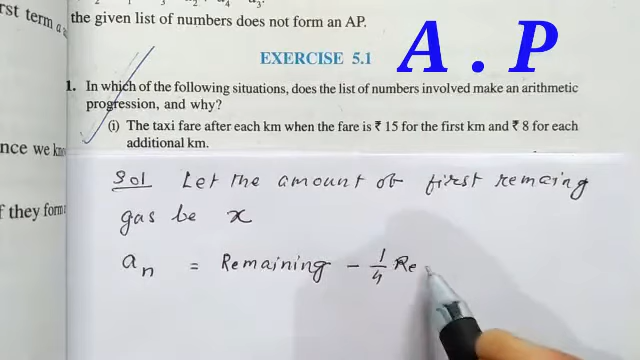 rst term a
the given list of numbers does not form an AP.
EXERCISE 5.1
A . P
1. In which of the following situations, does the list of numbers involved make an arithmetic
progression, and why?
(i) The taxi fare after each km when the fare is ₹ 15 for the first km and ₹ 8 for each
additional km.
nce we kno
f they form
Sol Let the amount of first remaing
gas be x
an = Remaining - 1/4 Re